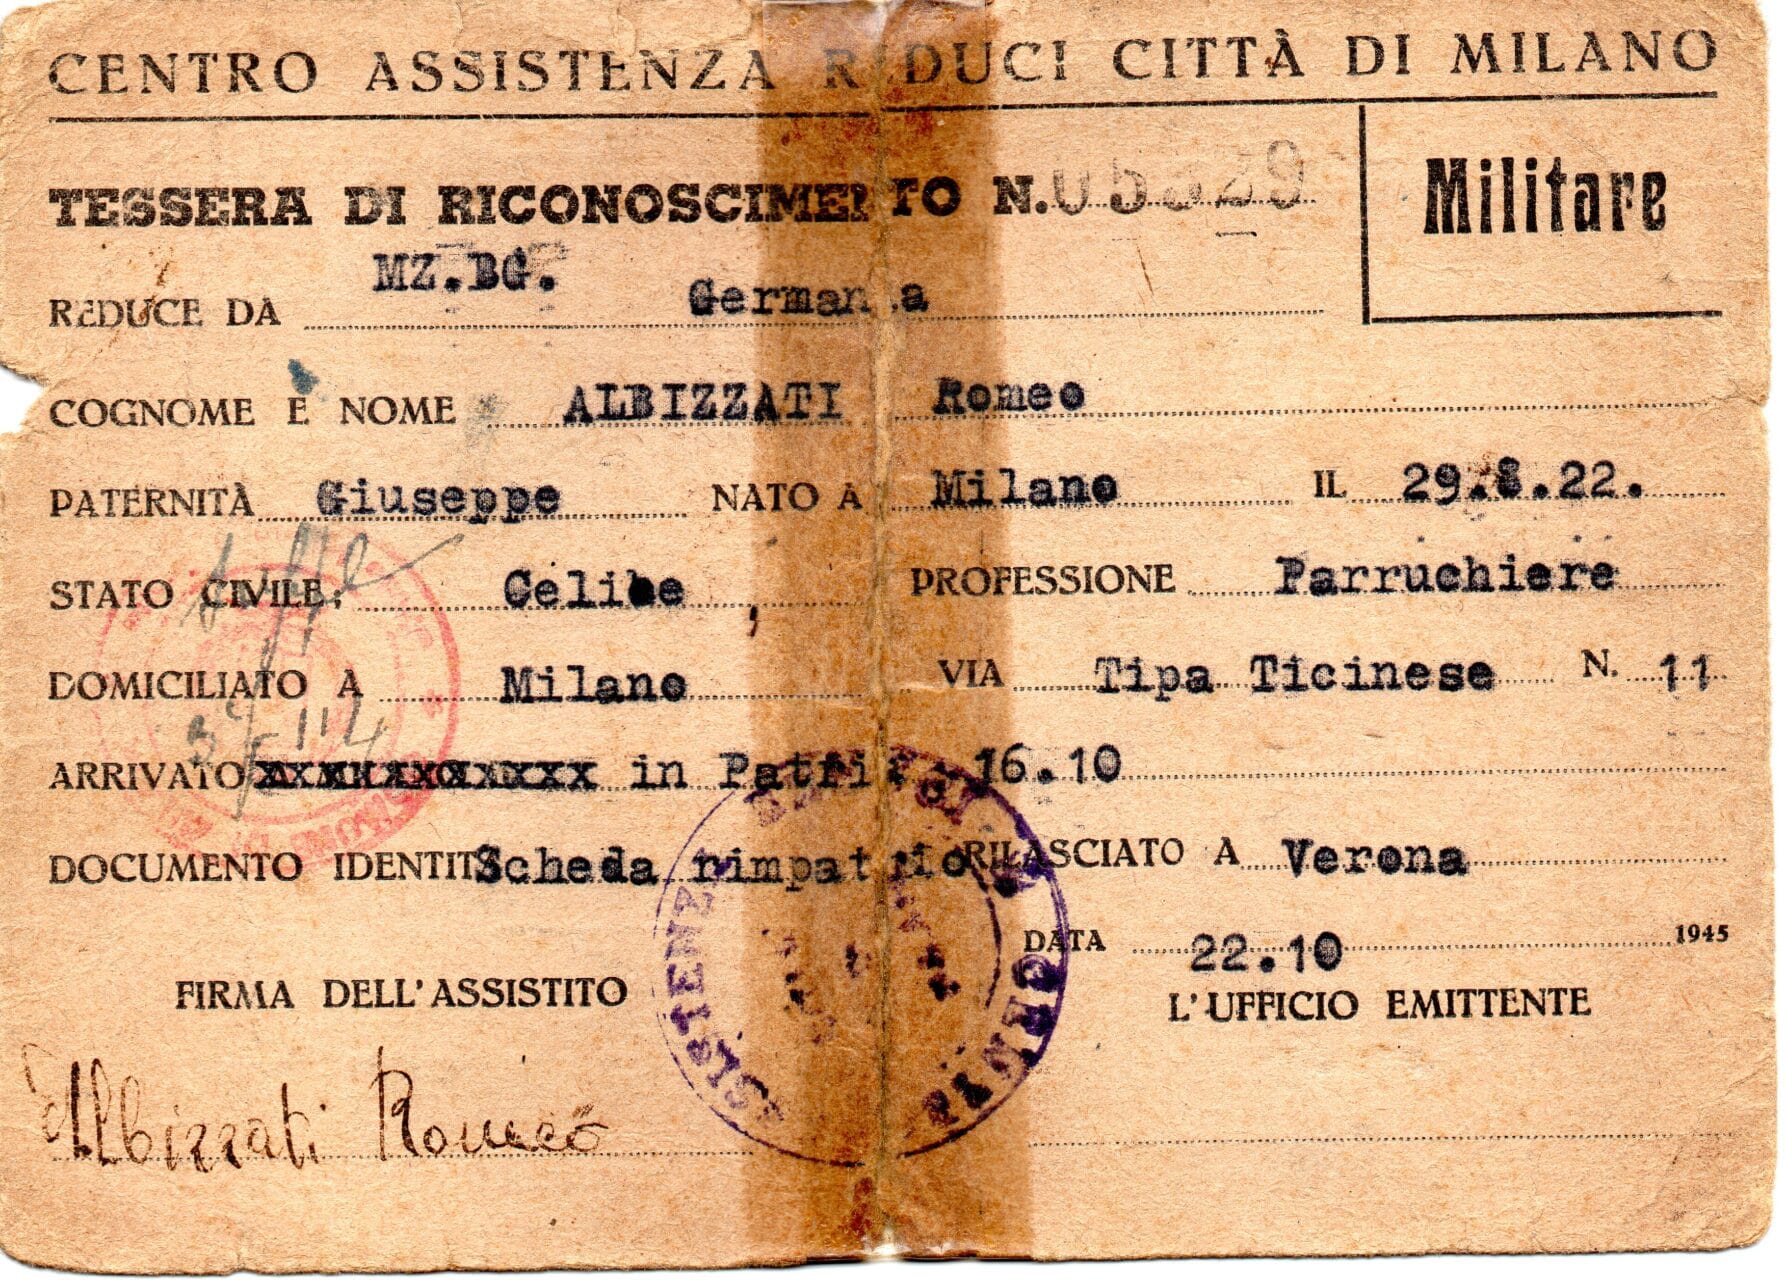 CENTRO ASSISTENZA RIDUCI CITTÀ DI MILANO
TESSERA DI RICONOSCIMENTO N. 05329
Militare
MZ.BG.
REDUCE DA Germania
COGNOME E NOME ALBIZZATI Romeo
PATERNITÀ Giuseppe NATO A Milano IL 29.8.22.
STATO CIVILE: Celibe PROFESSIONE Parruchiere
DOMICILIATO A Milano VIA Tipa Ticinese N. 11
ARRIVATO in Patria 16.10
DOCUMENTO IDENTITÀ Scheda rimpatrio RILASCIATO A Verona
DATA 22.10 1945
FIRMA DELL'ASSISTITO L'UFFICIO EMITTENTE
Albizzati Romeo
ASSISTENZA